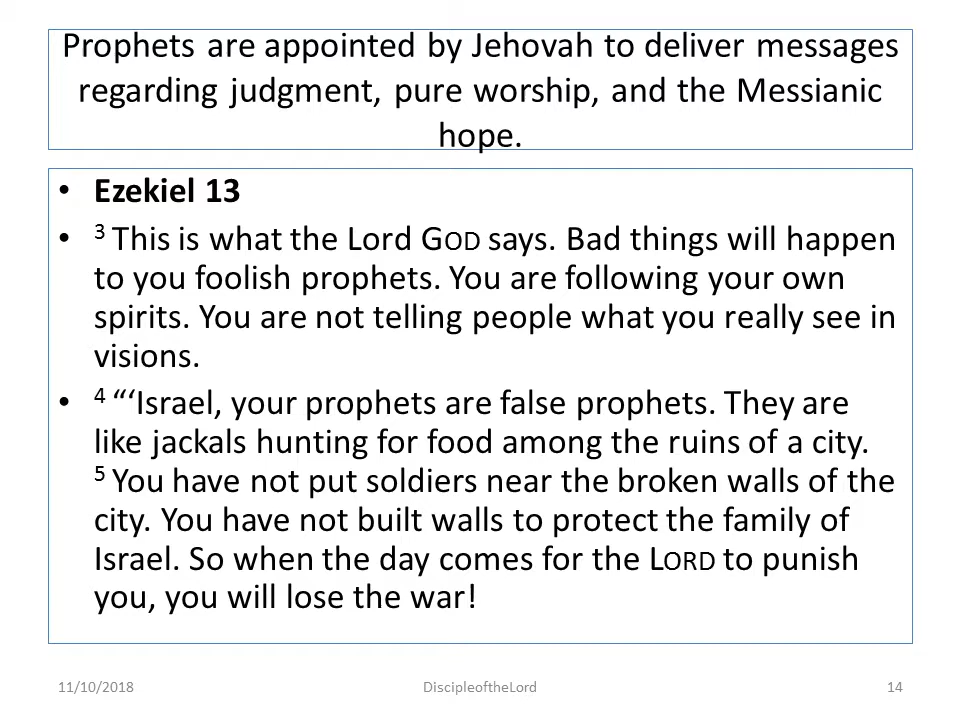 Prophets are appointed by Jehovah to deliver messages
regarding judgment, pure worship, and the Messianic
hope.
• Ezekiel 13
• 3 This is what the Lord GOD says. Bad things will happen
to you foolish prophets. You are following your own
spirits. You are not telling people what you really see in
visions.
• 4 “‘Israel, your prophets are false prophets. They are
like jackals hunting for food among the ruins of a city.
5 You have not put soldiers near the broken walls of the
city. You have not built walls to protect the family of
Israel. So when the day comes for the LORD to punish
you, you will lose the war!
11/10/2018 DiscipleoftheLord 14